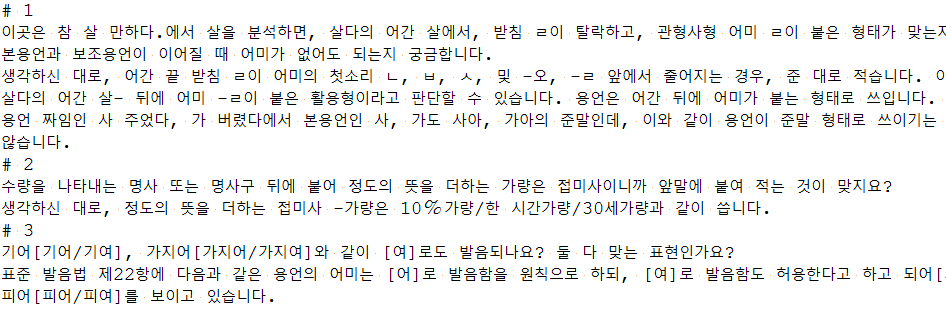 # 1
이곳은 참 살 만하다.에서 살을 분석하면, 살다의 어간 살에서, 받침 ㄹ이 탈락하고, 관형사형 어미 ㄹ이 붙은 형태가 맞는지
본용언과 보조용언이 이어질 때 어미가 없어도 되는지 궁금합니다.
생각하신 대로, 어간 끝 받침 ㄹ이 어미의 첫소리 ㄴ, ㅂ, ㅅ, 및 -오, -ㄹ 앞에서 줄어지는 경우, 준 대로 적습니다. 이
살다의 어간 살- 뒤에 어미 -ㄹ이 붙은 활용형이라고 판단할 수 있습니다. 용언은 어간 뒤에 어미가 붙는 형태로 쓰입니다.
용언 짜임인 사 주었다, 가 버렸다에서 본용언인 사, 가도 사아, 가아의 준말인데, 이와 같이 용언이 준말 형태로 쓰이기는
않습니다.
# 2
수량을 나타내는 명사 또는 명사구 뒤에 붙어 정도의 뜻을 더하는 가량은 접미사이니까 앞말에 붙여 적는 것이 맞지요?
생각하신 대로, 정도의 뜻을 더하는 접미사 -가량은 10％가량/한 시간가량/30세가량과 같이 씁니다.
# 3
기어[기어/기여], 가지어[가지어/가지여]와 같이 [여]로도 발음되나요? 둘 다 맞는 표현인가요?
표준 발음법 제22항에 다음과 같은 용언의 어미는 [어]로 발음함을 원칙으로 하되, [여]로 발음함도 허용한다고 하고 되어[
피어[피어/피여]를 보이고 있습니다.